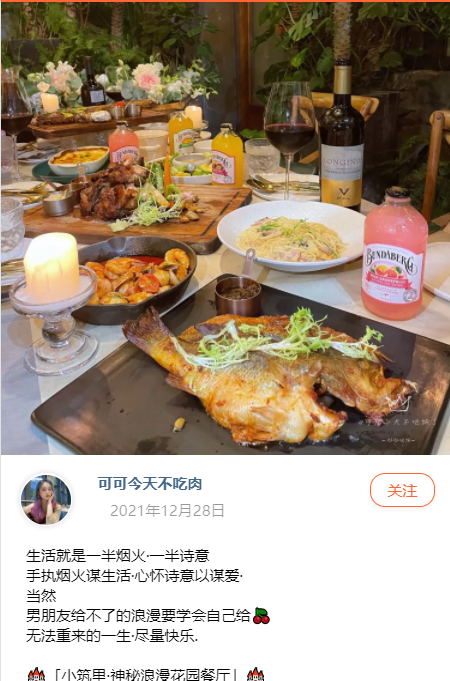 LONGINOV
BUNDABERG
BUNDABERG
可可今天不吃肉
关注
2021年12月28日
生活就是一半烟火·一半诗意
手执烟火谋生活·心怀诗意以谋爱·
当然
男朋友给不了的浪漫要学会自己给🍒
无法重来的一生·尽量快乐.
「小筑里·神秘浪漫花园餐厅」